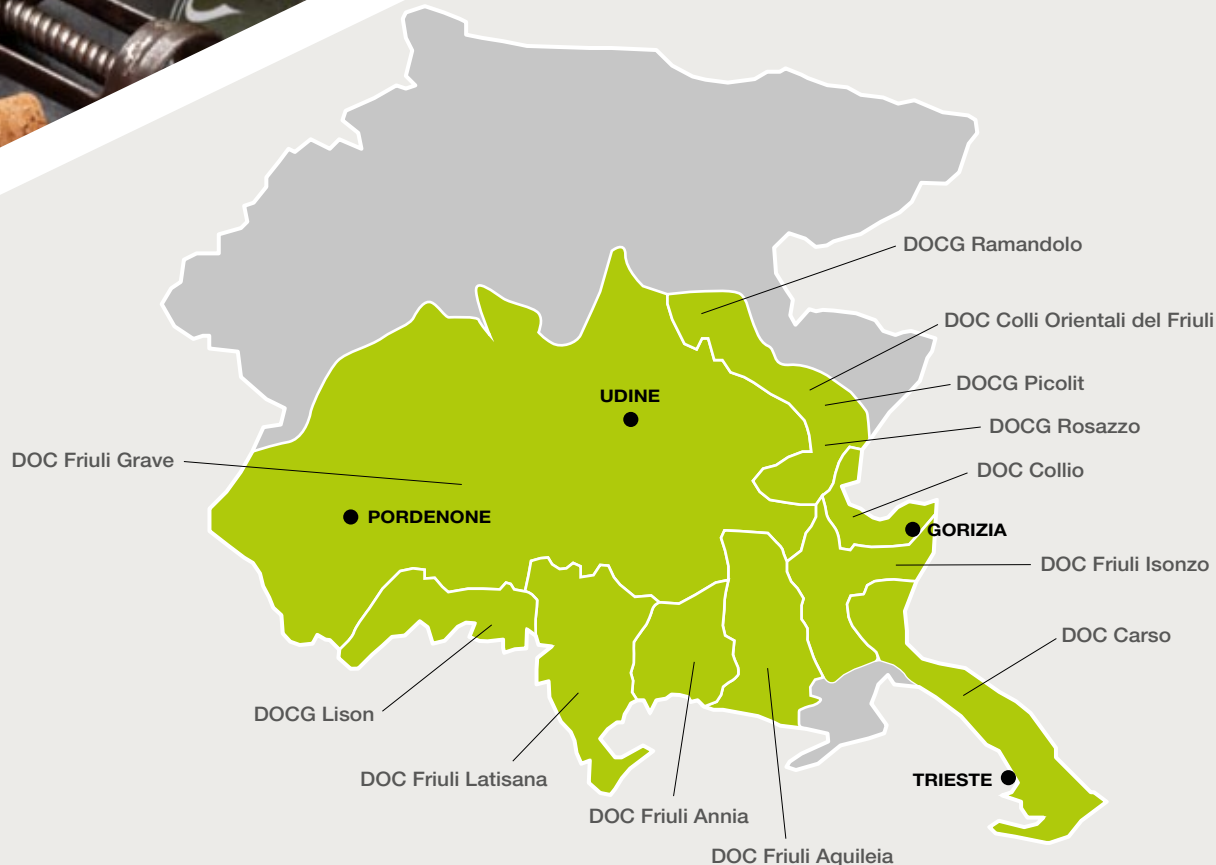 DOCG Ramandolo
DOC Colli Orientali del Friuli
DOCG Picolit
UDINE
DOCG Rosazzo
DOC Friuli Grave
DOC Collio
PORDENONE
GORIZIA
DOC Friuli Isonzo
DOC Carso
DOCG Lison
DOC Friuli Latisana
TRIESTE
DOC Friuli Annia
DOC Friuli Aquileia